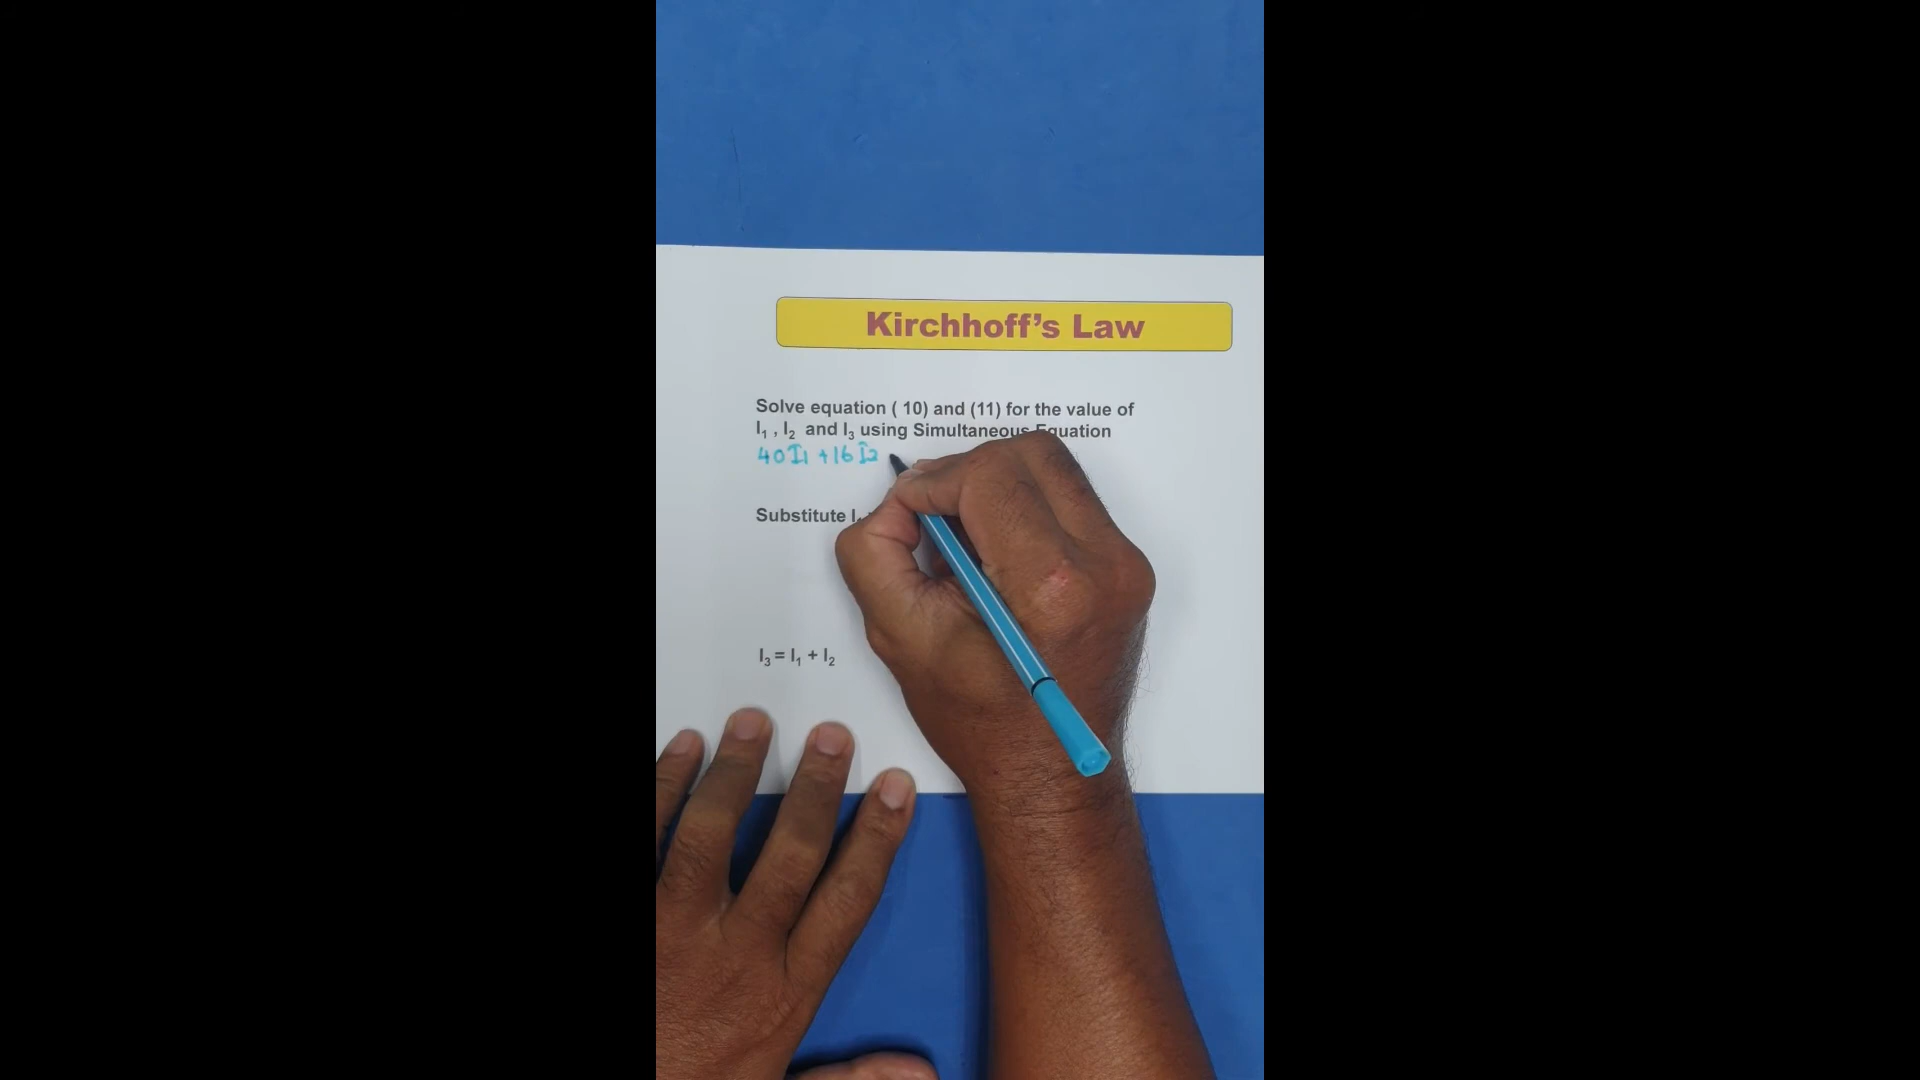 Kirchhoff's Law
Solve equation ( 10) and (11) for the value of
I₁ , I₂ and I₃ using Simultaneous Equation
40I₁ + 16I₂
Substitute I
I₃ = I₁ + I₂